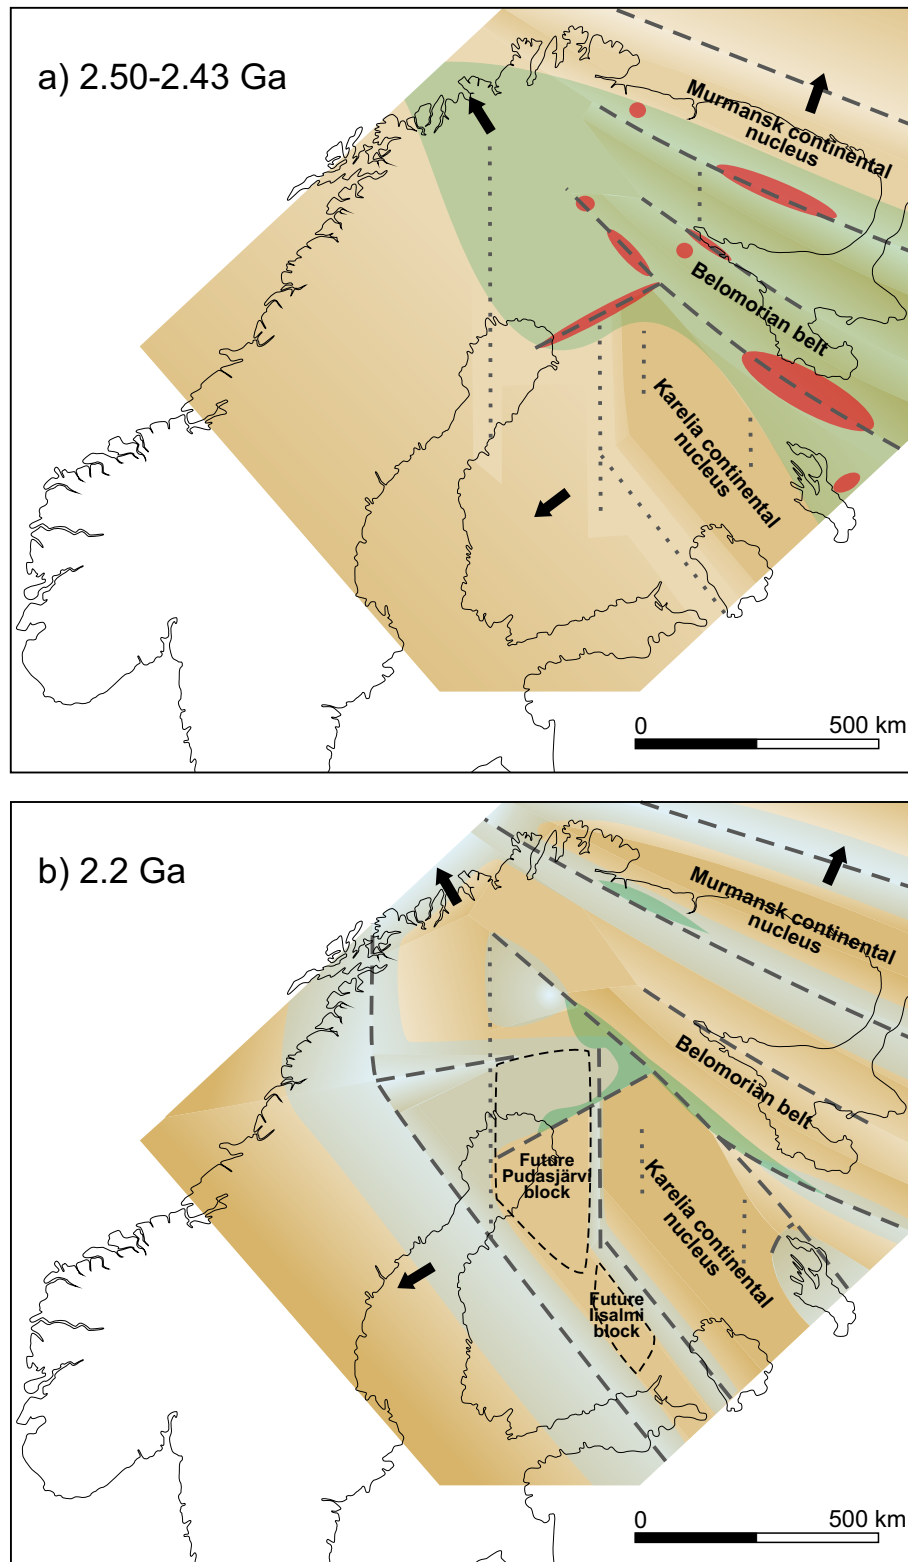 a) 2.50-2.43 Ga
Murmansk continental
nucleus
Belomorian belt
Karelia continental
nucleus
0
500 km
b) 2.2 Ga
Murmansk continental
nucleus
Belomorian belt
Future
Pudasjärvi
block
Karelia continental
nucleus
Future
Iisalmi
block
0
500 km